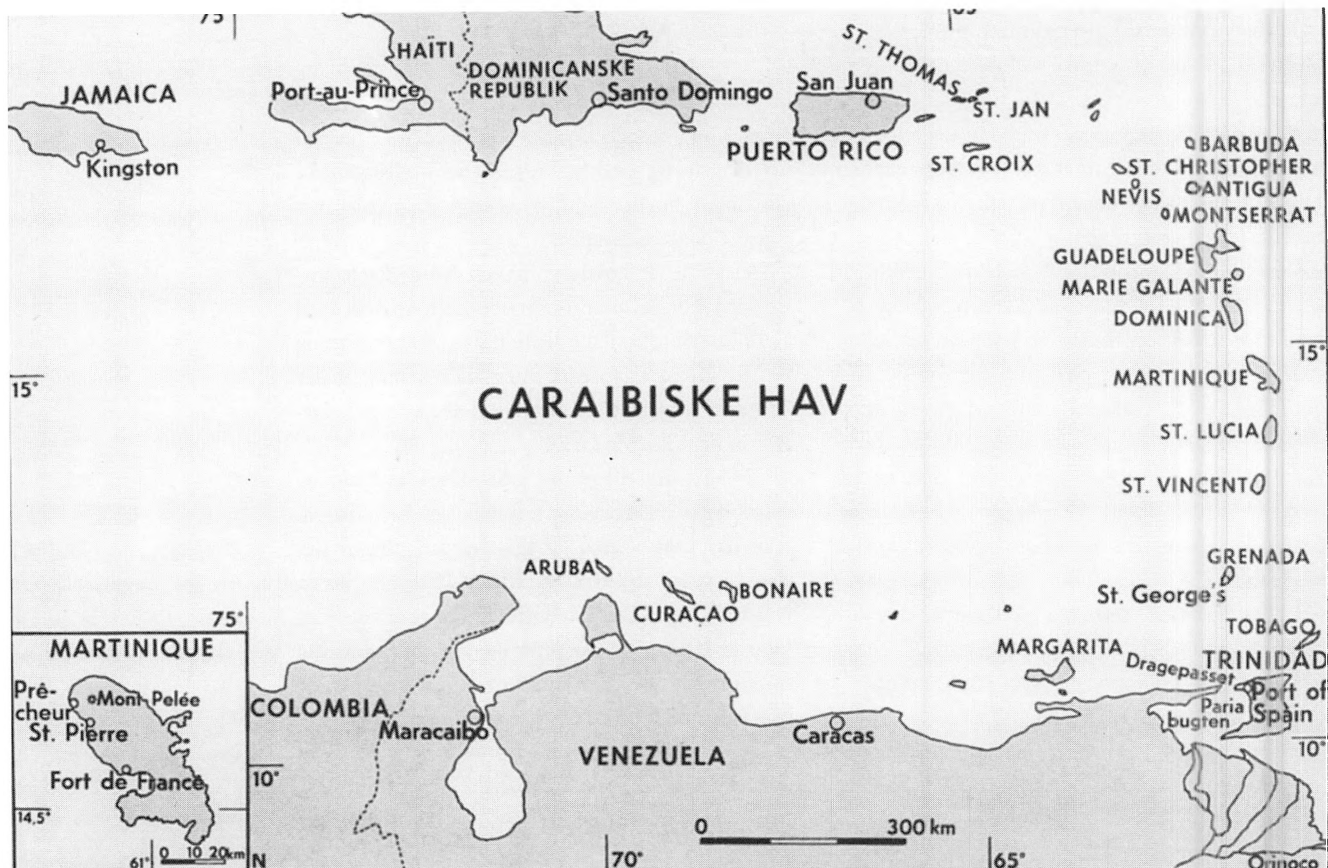 75°
65
HAÏTI
ST. THOMAS
DOMINICANSKE
REPUBLIK
JAMAICA
Port-au-Prince
Santo Domingo
San Juan
ST. JAN
Kingston
PUERTO RICO
ST. CROIX
BARBUDA
ST. CHRISTOPHER
NEVIS
ANTIGUA
MONTSERRAT
GUADELOUPE
MARIE GALANTE
DOMINICA
15°
15°
MARTINIQUE
CARAIBISKE HAV
ST. LUCIA
ST. VINCENT
GRENADA
St. George's
ARUBA
CURAÇAO
BONAIRE
TOBAGO
MARGARITA
Dragepasset
TRINIDAD
Paria
bugten
Port of
Spain
COLOMBIA
Maracaibo
VENEZUELA
Caracas
10°
10°
0 300 km
70°
65°
Orinoco
75°
MARTINIQUE
Prê-
cheur
Mont-Pelée
St. Pierre
Fort de France
14,5°
61°
0 10 20km
N